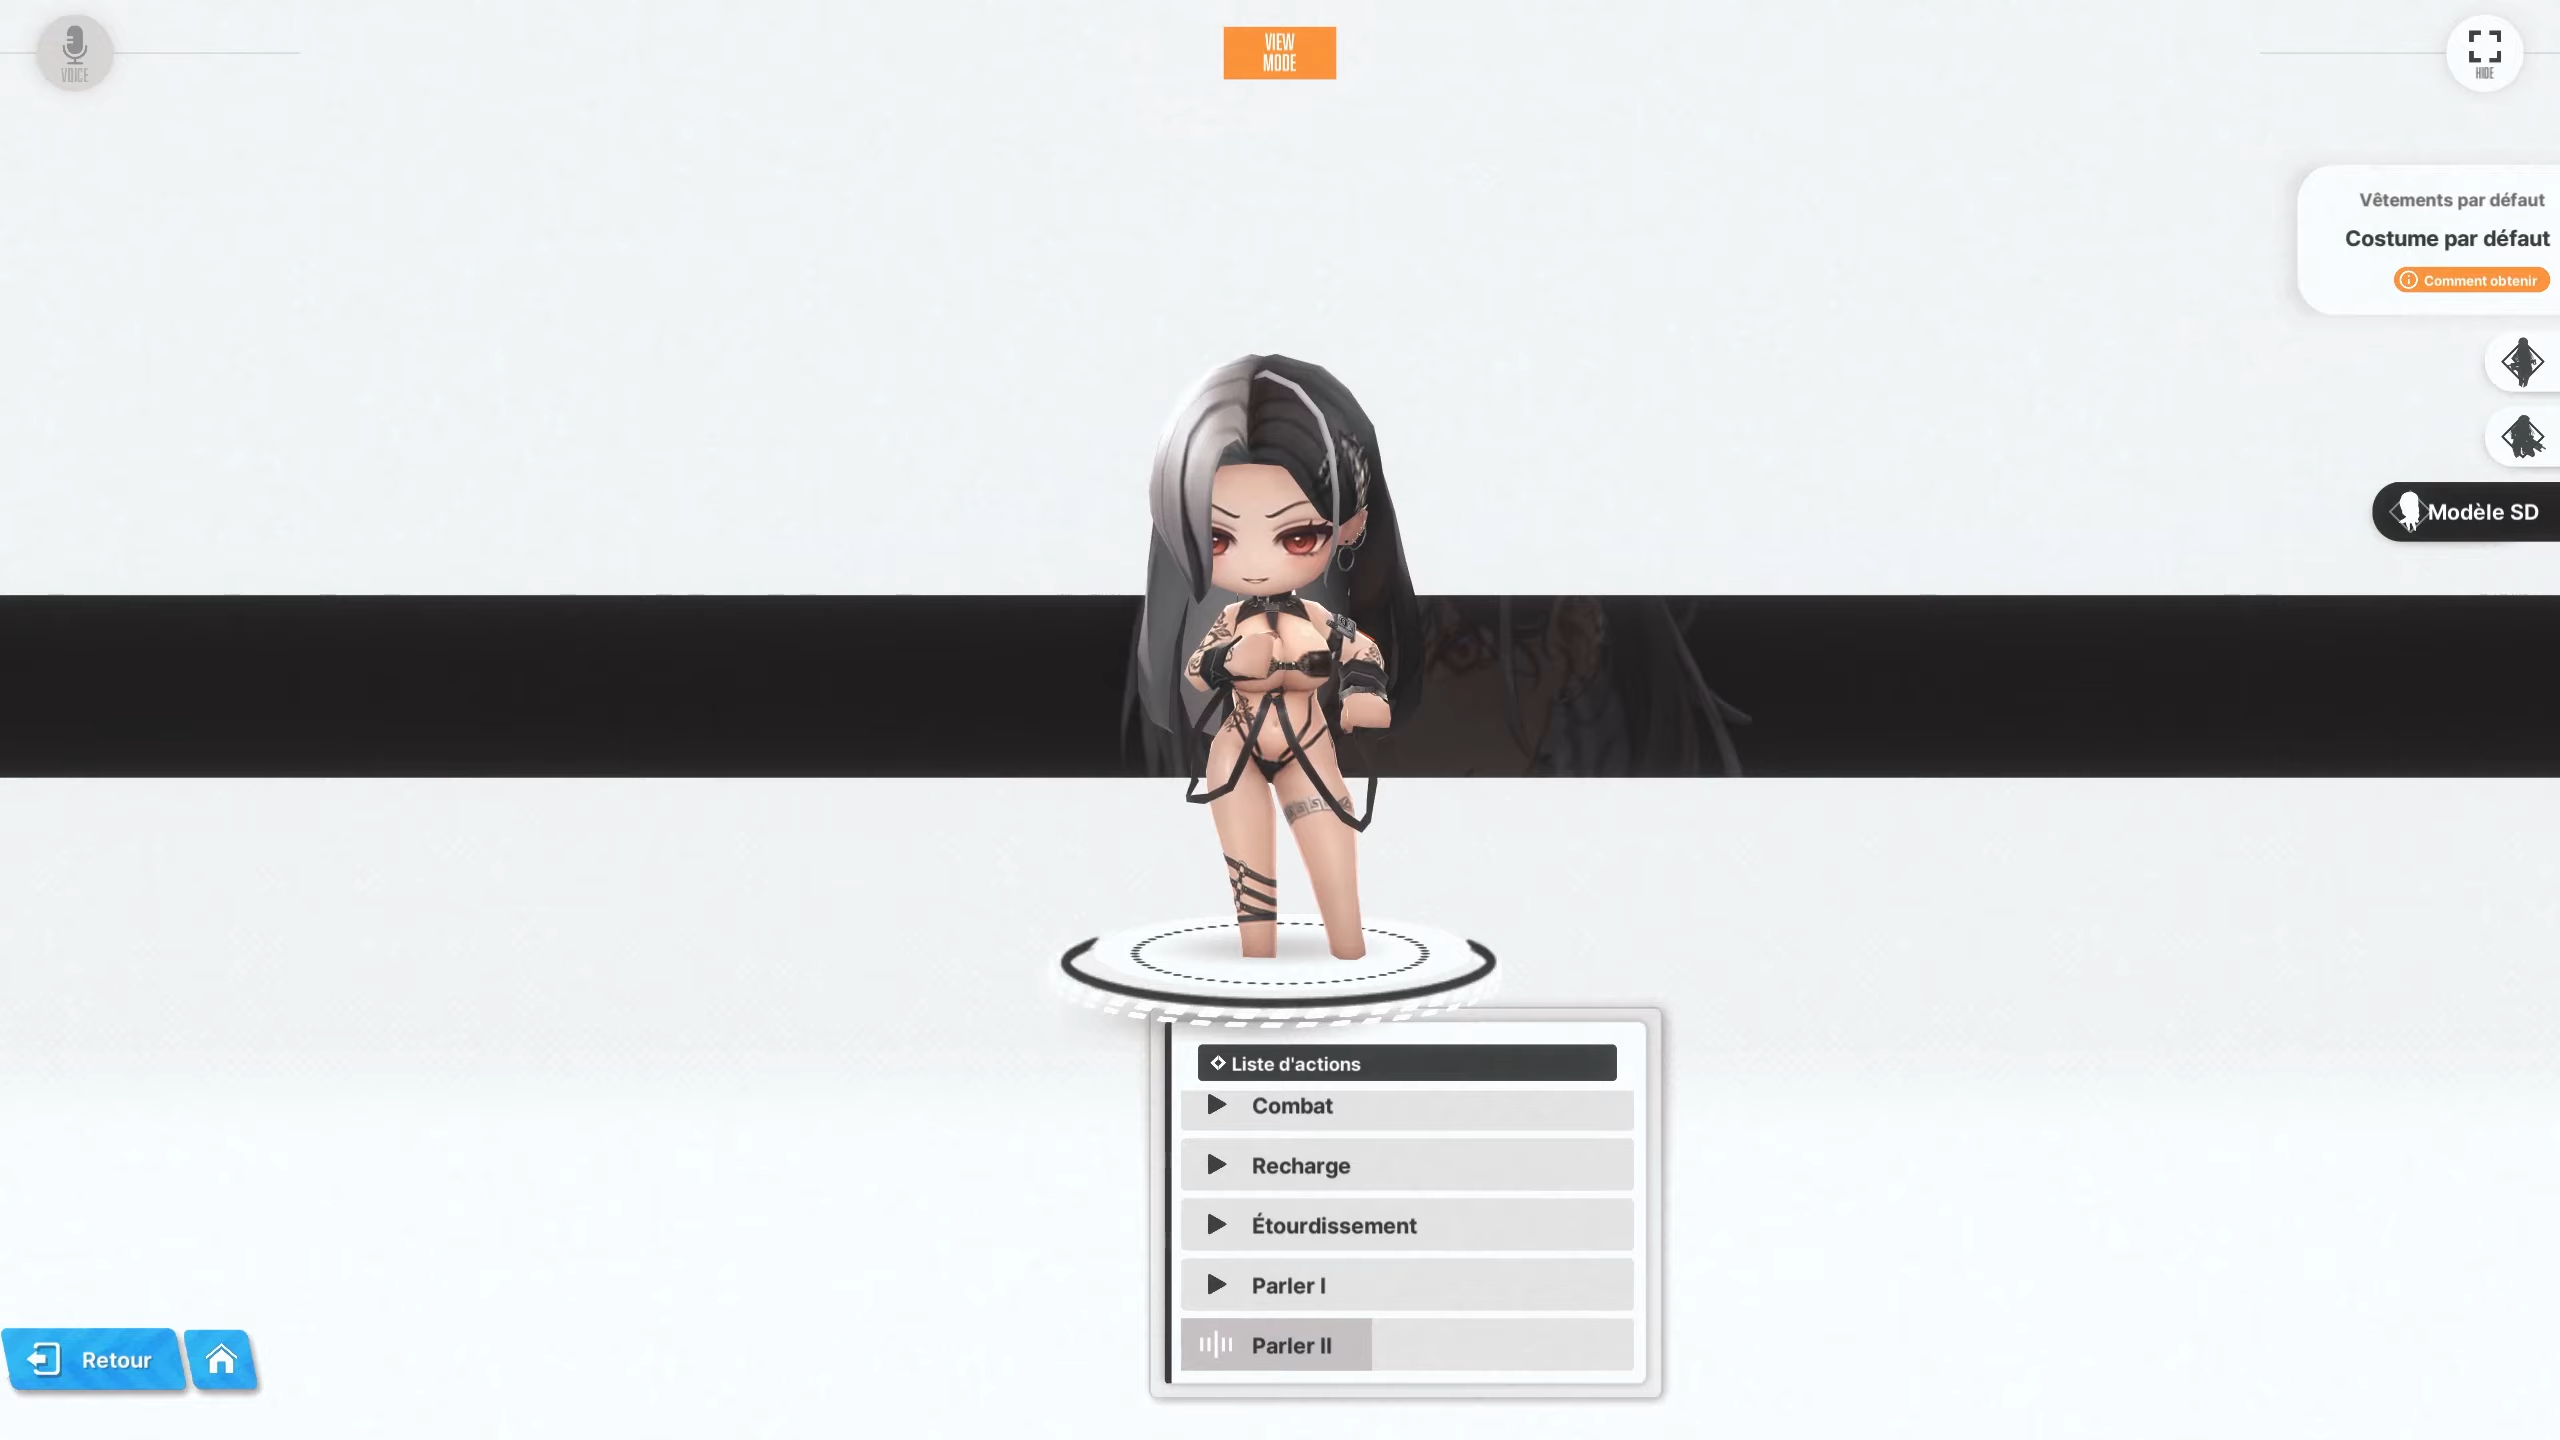 VOICE
VIEW
MODE
HIDE
Vêtements par défaut
Costume par défaut
Comment obtenir
Modèle SD
Liste d'actions
Combat
Recharge
Étourdissement
Parler I
Parler II
Retour